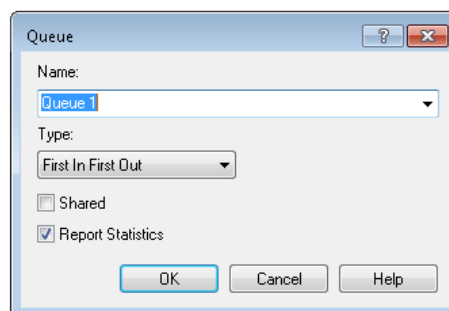 Queue
Name:
Queue 1
Type:
First In First Out
Shared
Report Statistics
OK Cancel Help